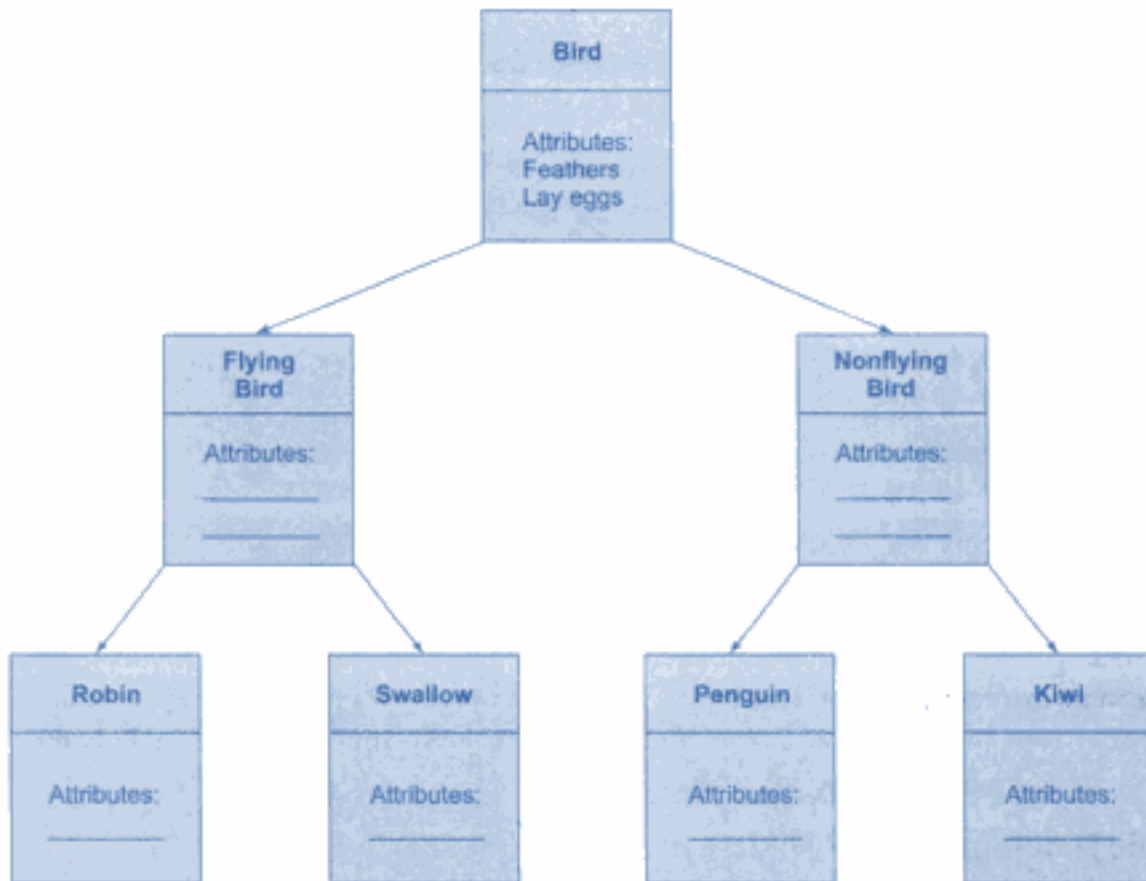 Bird
Attributes:
Feathers
Lay eggs
Flying
Bird
Attributes:
Nonflying
Bird
Attributes:
Robin
Attributes:
Swallow
Attributes:
Penguin
Attributes:
Kiwi
Attributes: